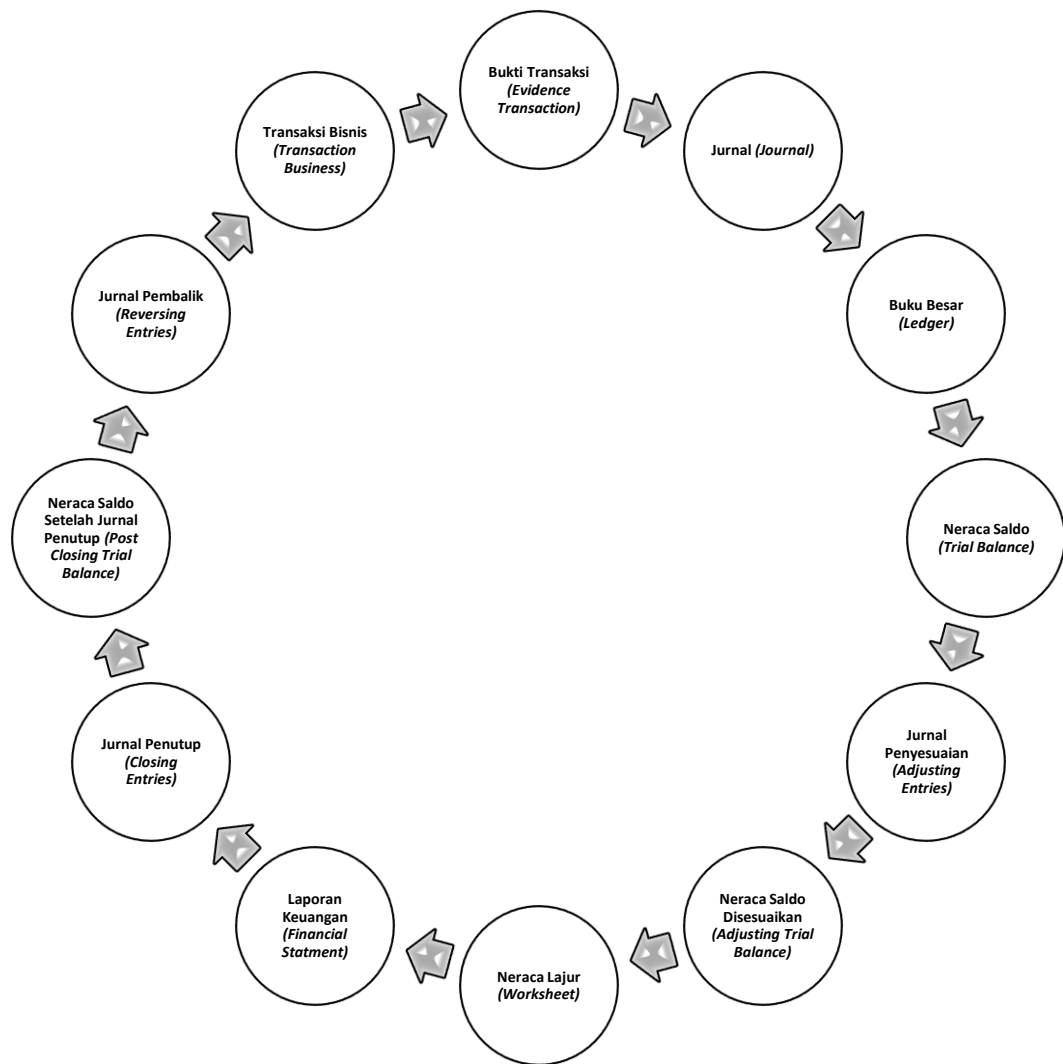 Bukti Transaksi
(Evidence
Transaction)
Jurnal (Journal)
Buku Besar
(Ledger)
Neraca Saldo
(Trial Balance)
Jurnal
Penyesuaian
(Adjusting
Entries)
Neraca Saldo
Disesuaikan
(Adjusting Trial
Balance)
Neraca Lajur
(Worksheet)
Laporan
Keuangan
(Financial
Statment)
Jurnal Penutup
(Closing
Entries)
Neraca Saldo
Setelah Jurnal
Penutup (Post
Closing Trial
Balance)
Jurnal Pembalik
(Reversing
Entries)
Transaksi Bisnis
(Transaction
Business)